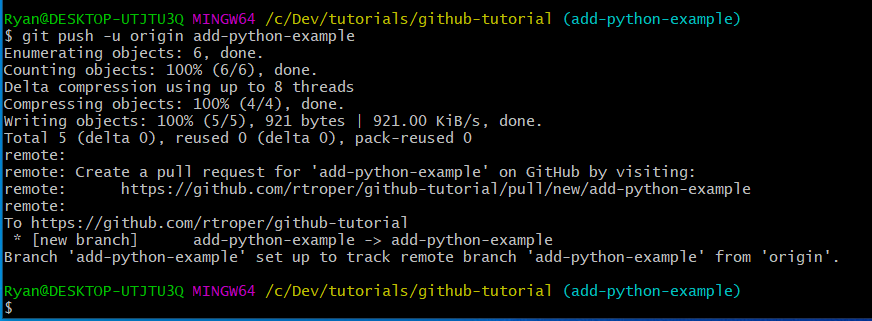 Ryan@DESKTOP-UTJTU3Q MINGW64 /c/Dev/tutorials/github-tutorial (add-python-example)
$ git push -u origin add-python-example
Enumerating objects: 6, done.
Counting objects: 100% (6/6), done.
Delta compression using up to 8 threads
Compressing objects: 100% (4/4), done.
Writing objects: 100% (5/5), 921 bytes | 921.00 KiB/s, done.
Total 5 (delta 0), reused 0 (delta 0), pack-reused 0
remote:
remote: Create a pull request for 'add-python-example' on GitHub by visiting:
remote:      https://github.com/rtroper/github-tutorial/pull/new/add-python-example
remote:
To https://github.com/rtroper/github-tutorial
 * [new branch]      add-python-example -> add-python-example
Branch 'add-python-example' set up to track remote branch 'add-python-example' from 'origin'.
Ryan@DESKTOP-UTJTU3Q MINGW64 /c/Dev/tutorials/github-tutorial (add-python-example)
$